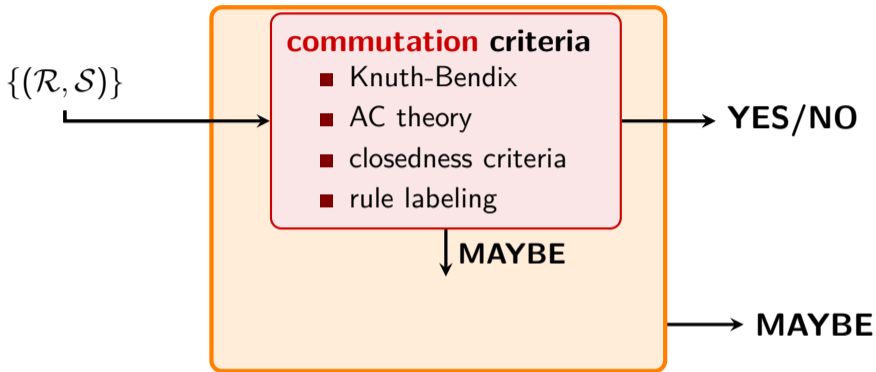 commutation criteria
{(R, S)}
Knuth-Bendix
AC theory
YES/NO
closedness criteria
rule labeling
MAYBE
MAYBE